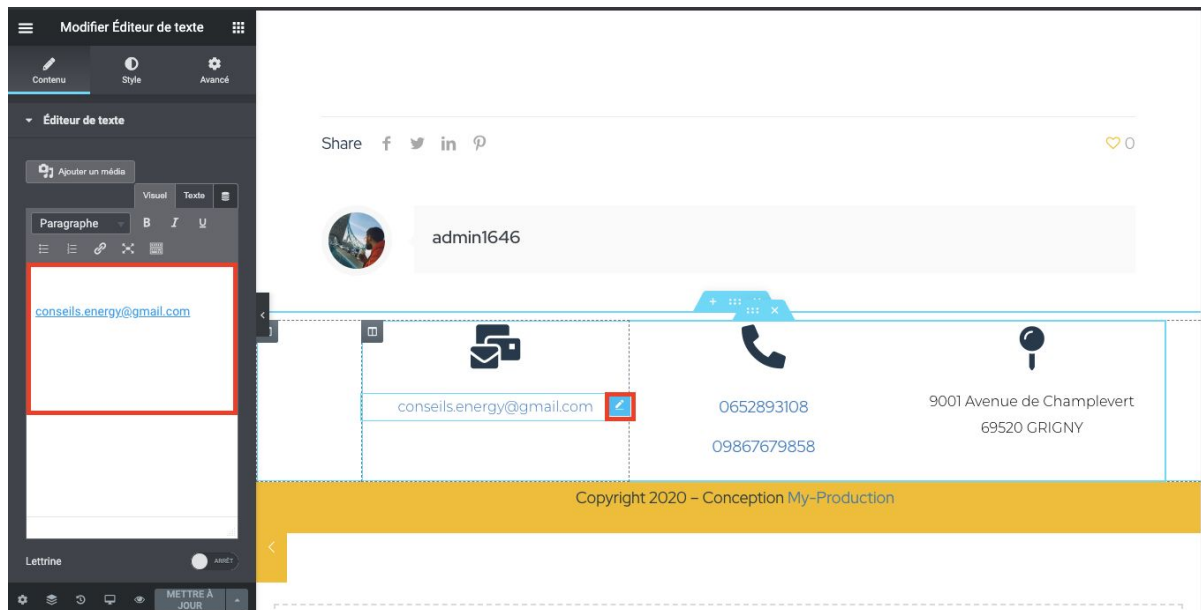 Modifier Éditeur de texte
Contenu
Style
Avancé
Éditeur de texte
Ajouter un média
Visuel
Texte
Paragraphe
B I U
conseils.energy@gmail.com
Lettrine
ARRÊT
METTRE À
JOUR
Share
0
admin1646
conseils.energy@gmail.com
0652893108
09867679858
9001 Avenue de Champlevert
69520 GRIGNY
Copyright 2020 – Conception My-Production